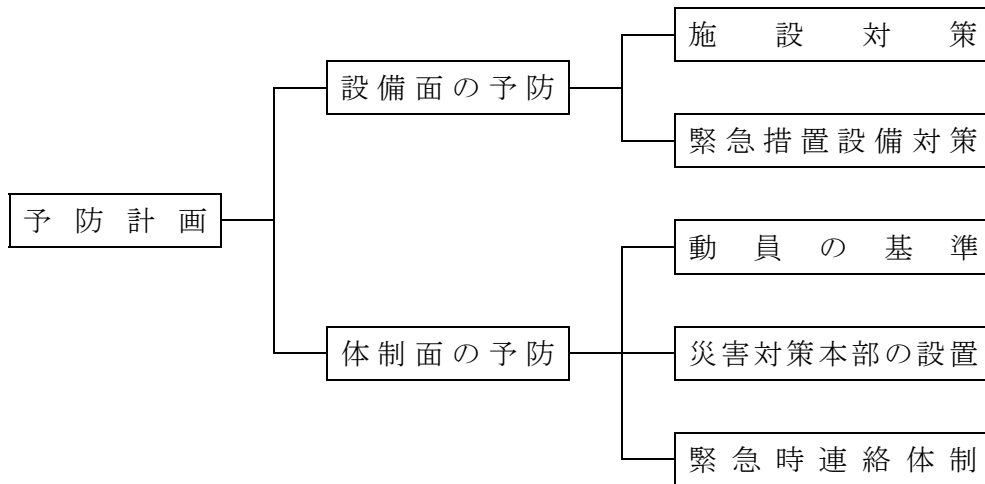 予防計画
設備面の予防
施設対策
緊急措置設備対策
体制面の予防
動員の基準
災害対策本部の設置
緊急時連絡体制